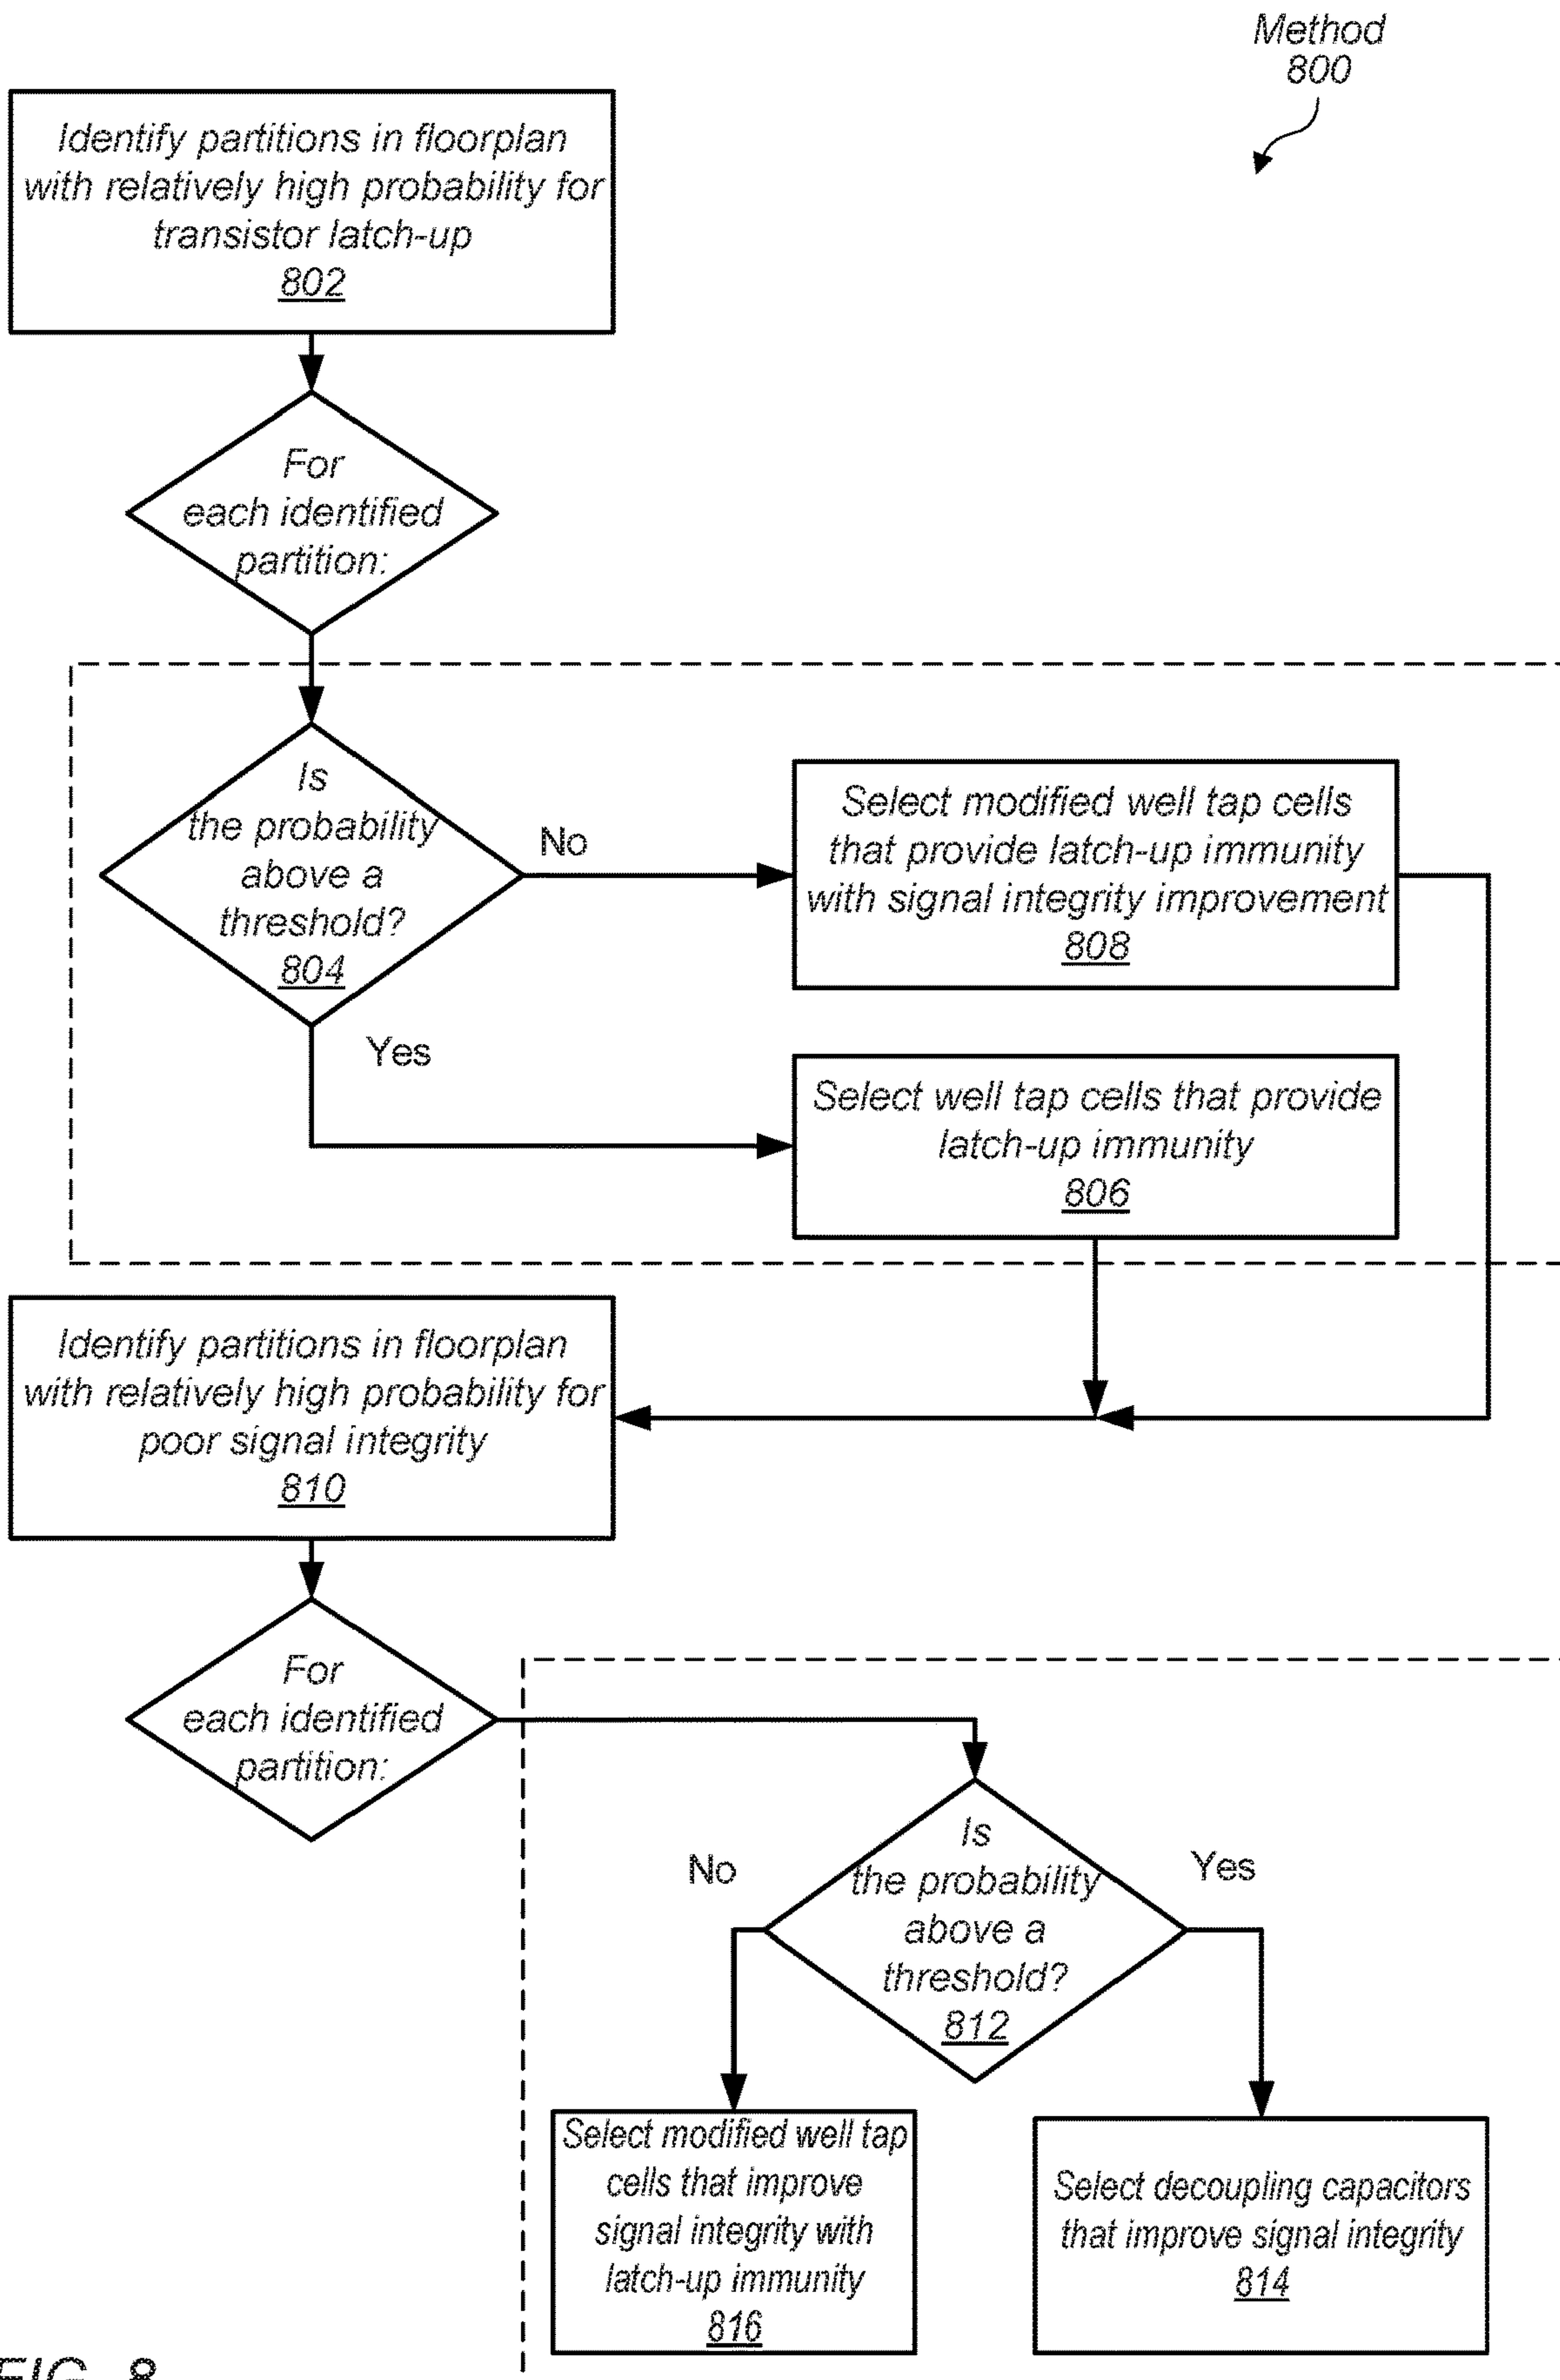 Method
800
Identify partitions in floorplan
with relatively high probability for
transistor latch-up
802
For
each identified
partition:
Is
the probability
above a
threshold?
804
No
Yes
Select modified well tap cells
that provide latch-up immunity
with signal integrity improvement
808
Select well tap cells that provide
latch-up immunity
806
Identify partitions in floorplan
with relatively high probability for
poor signal integrity
810
For
each identified
partition:
Is
the probability
above a
threshold?
812
No
Yes
Select modified well tap
cells that improve
signal integrity with
latch-up immunity
816
Select decoupling capacitors
that improve signal integrity
814
FIG. 8